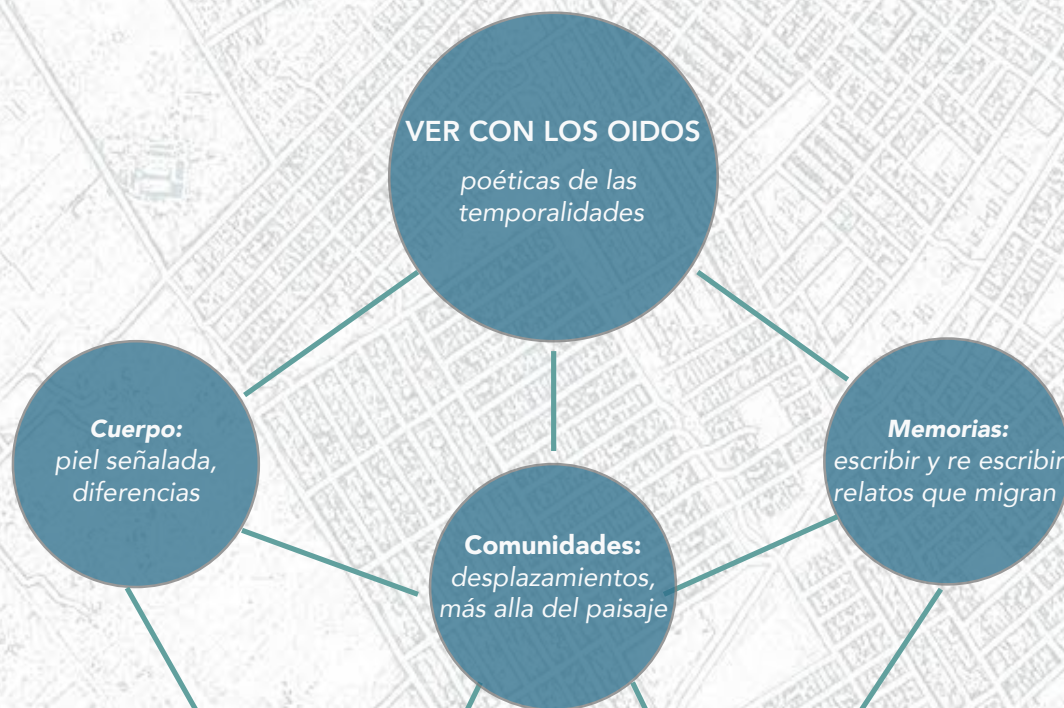 VER CON LOS OIDOS
poéticas de las
temporalidades
Cuerpo:
piel señalada,
diferencias
Memorias:
escribir y re escribir
relatos que migran
Comunidades:
desplazamientos,
más alla del paisaje